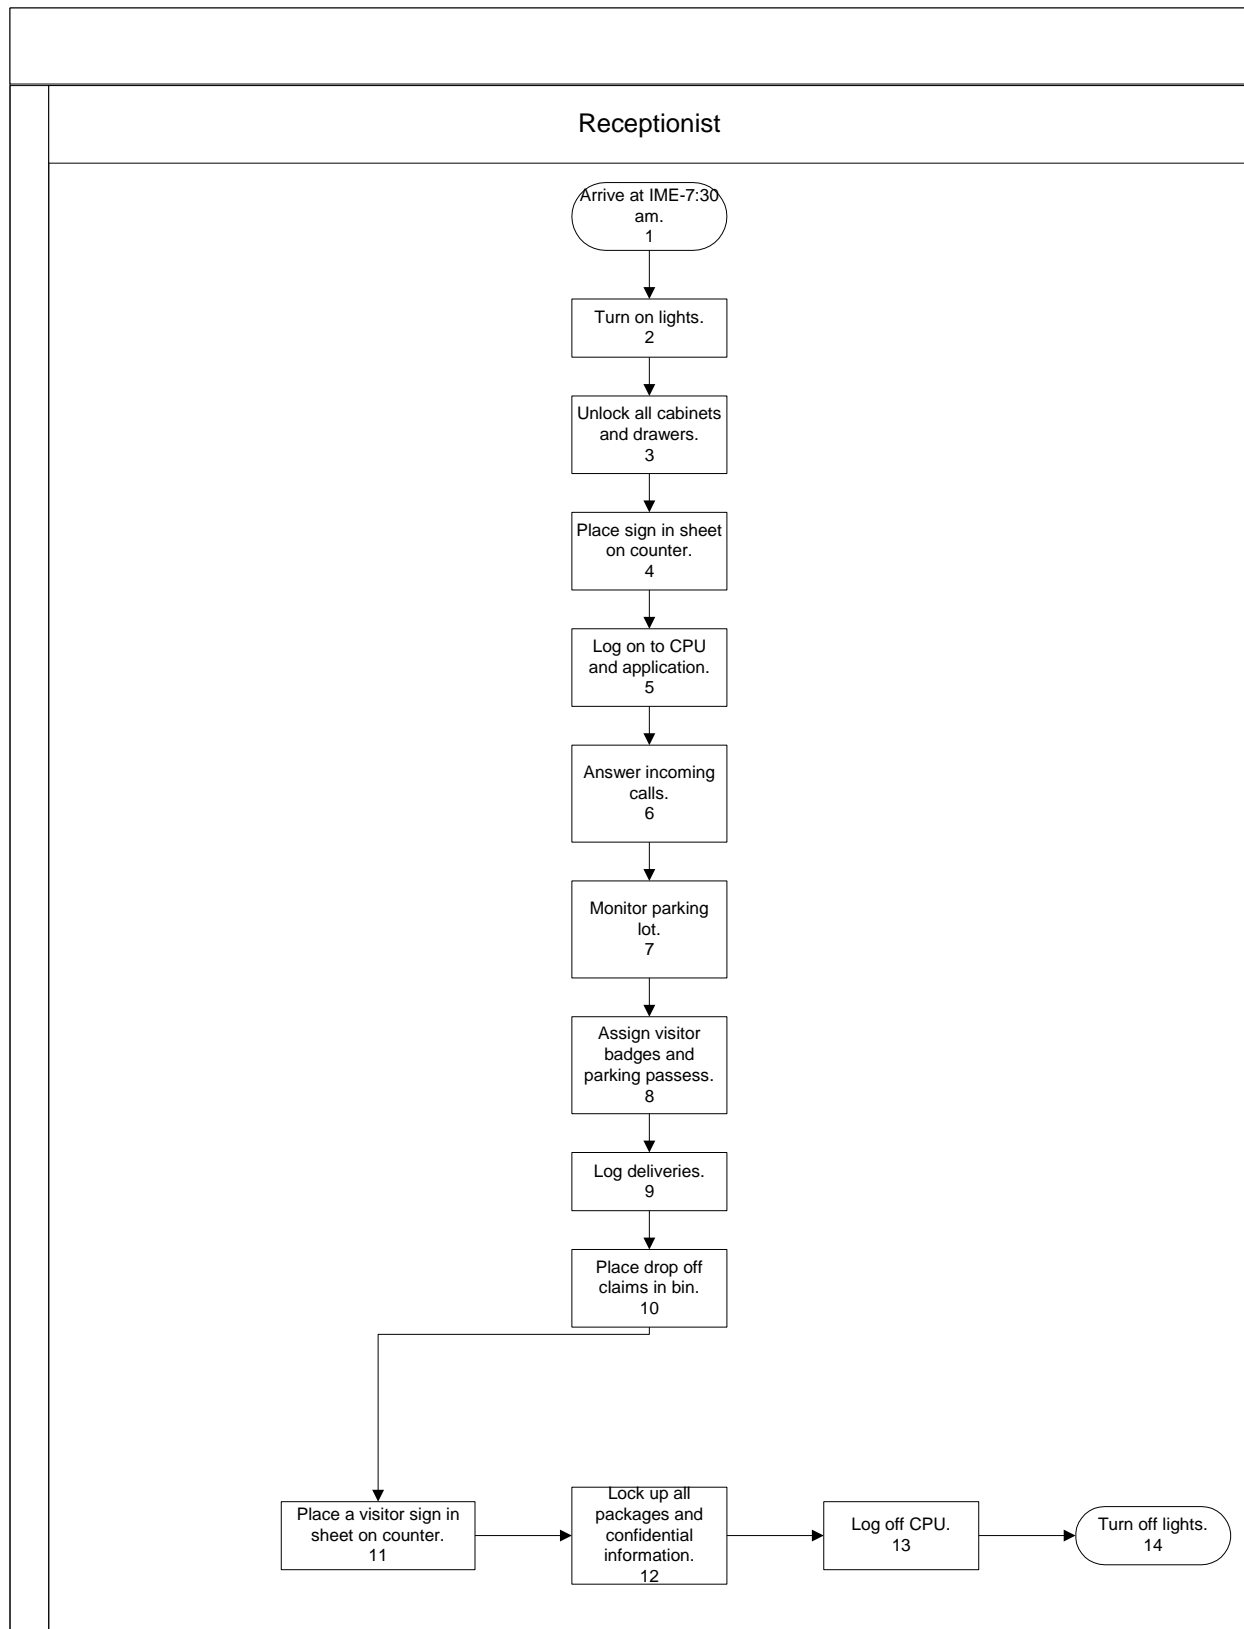 Receptionist
Arrive at IME-7:30
am.
1
Turn on lights.
2
Unlock all cabinets
and drawers.
3
Place sign in sheet
on counter.
4
Log on to CPU
and application.
5
Answer incoming
calls.
6
Monitor parking
lot.
7
Assign visitor
badges and
parking passess.
8
Log deliveries.
9
Place drop off
claims in bin.
10
Place a visitor sign in
sheet on counter.
11
Lock up all
packages and
confidential
information.
12
Log off CPU.
13
Turn off lights.
14